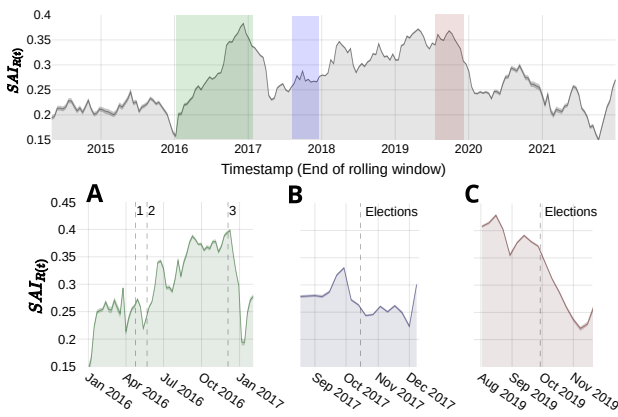 0.4
0.35
0.3
0.25
0.2
0.15
SAI_R(t)
2015 2016 2017 2018 2019 2020 2021
Timestamp (End of rolling window)
A B C
0.45
0.4
0.35
0.3
0.25
0.2
0.15
SAI_R(t)
1 2 3
Elections
Elections
Jan 2016 Apr 2016 Jul 2016 Oct 2016 Jan 2017
Sep 2017 Oct 2017 Nov 2017 Dec 2017
Aug 2019 Sep 2019 Oct 2019 Nov 2019